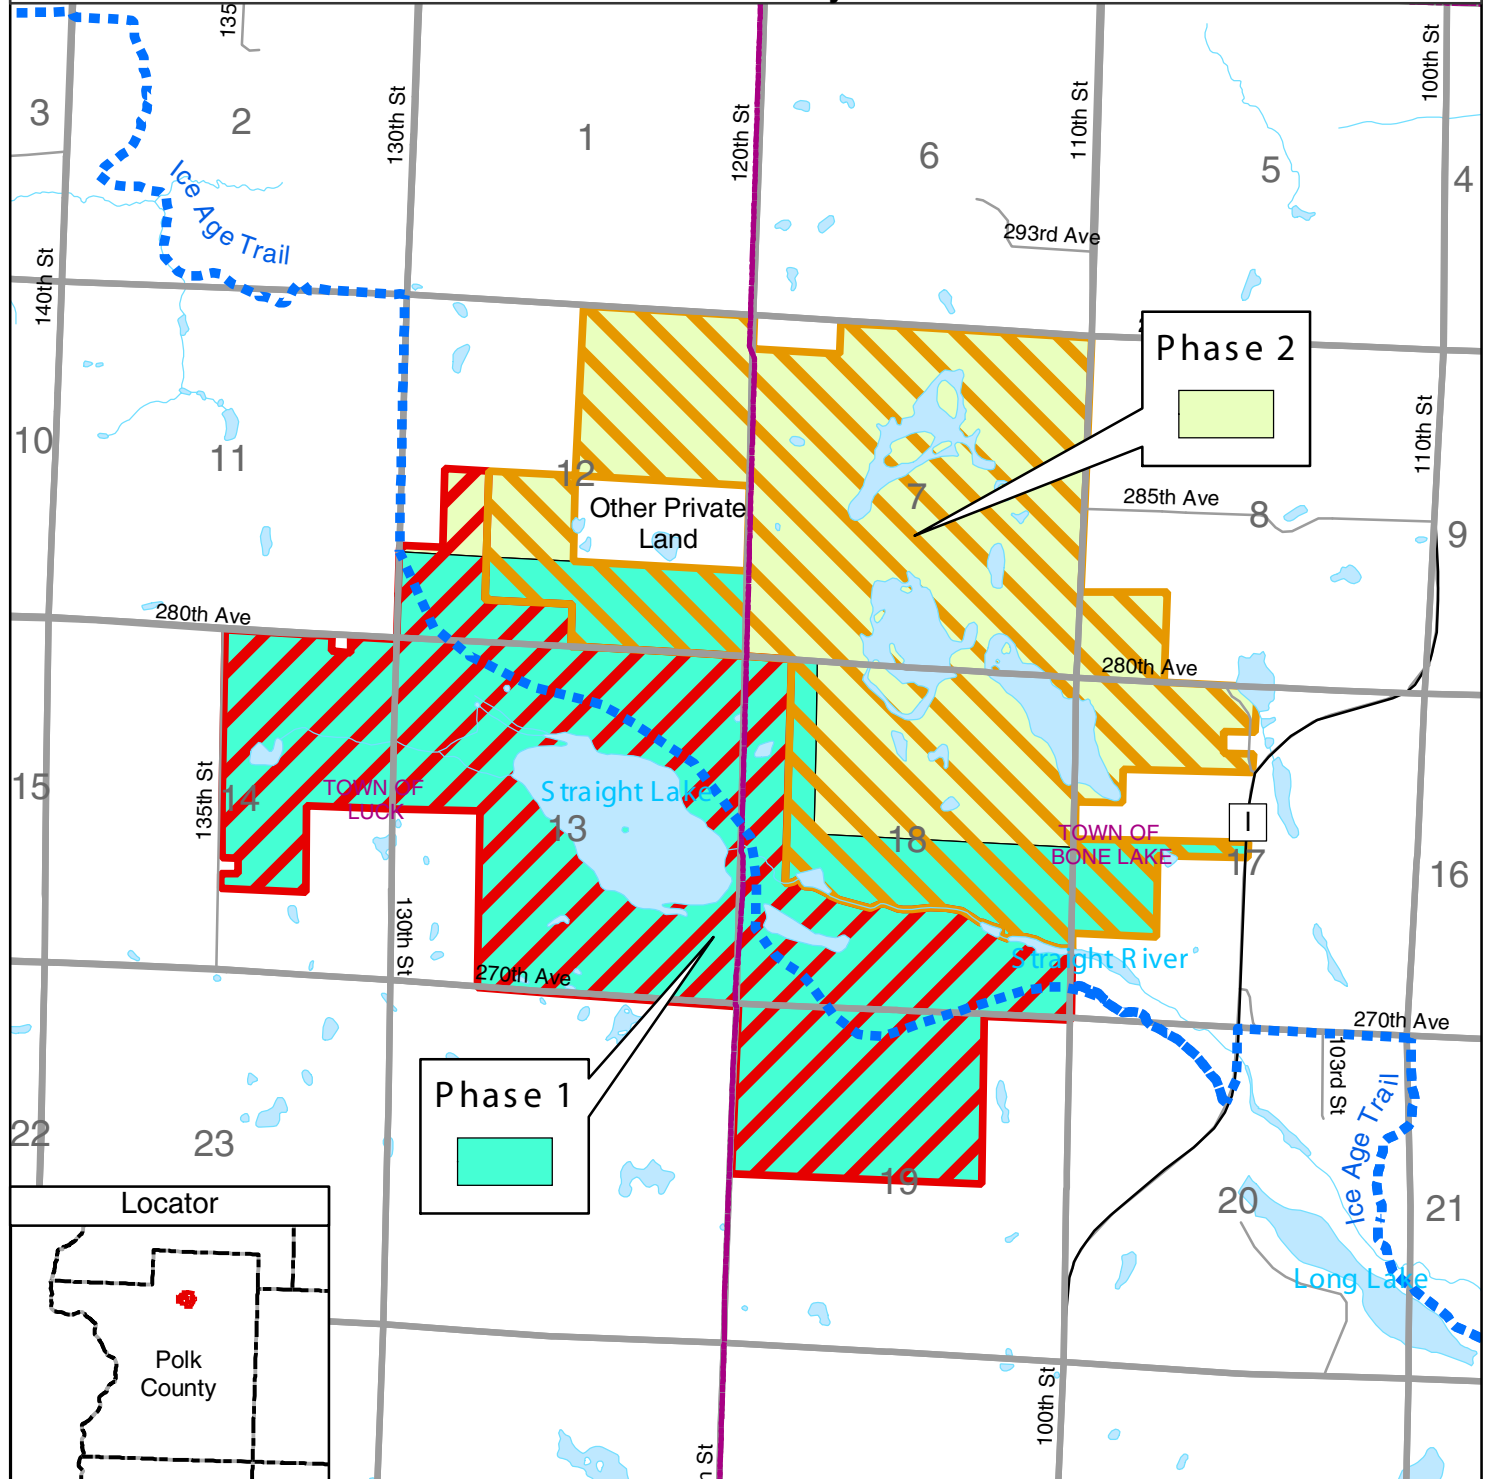 135
100th St
3
2
130th St
1
120th St
6
110th St
5
4
Ice Age Trail
293rd Ave
140th St
Phase 2
10
11
12
7
110th St
Other Private
Land
285th Ave
8
9
280th Ave
280th Ave
15
135th St
14
TOWN OF
LUCK
Straight Lake
13
18
TOWN OF
BONE LAKE
I
17
16
130th St
270th Ave
Straight River
270th Ave
103rd St
Phase 1
Ice Age Trail
22
23
19
20
21
Locator
Long Lake
Polk
County
100th St
h St